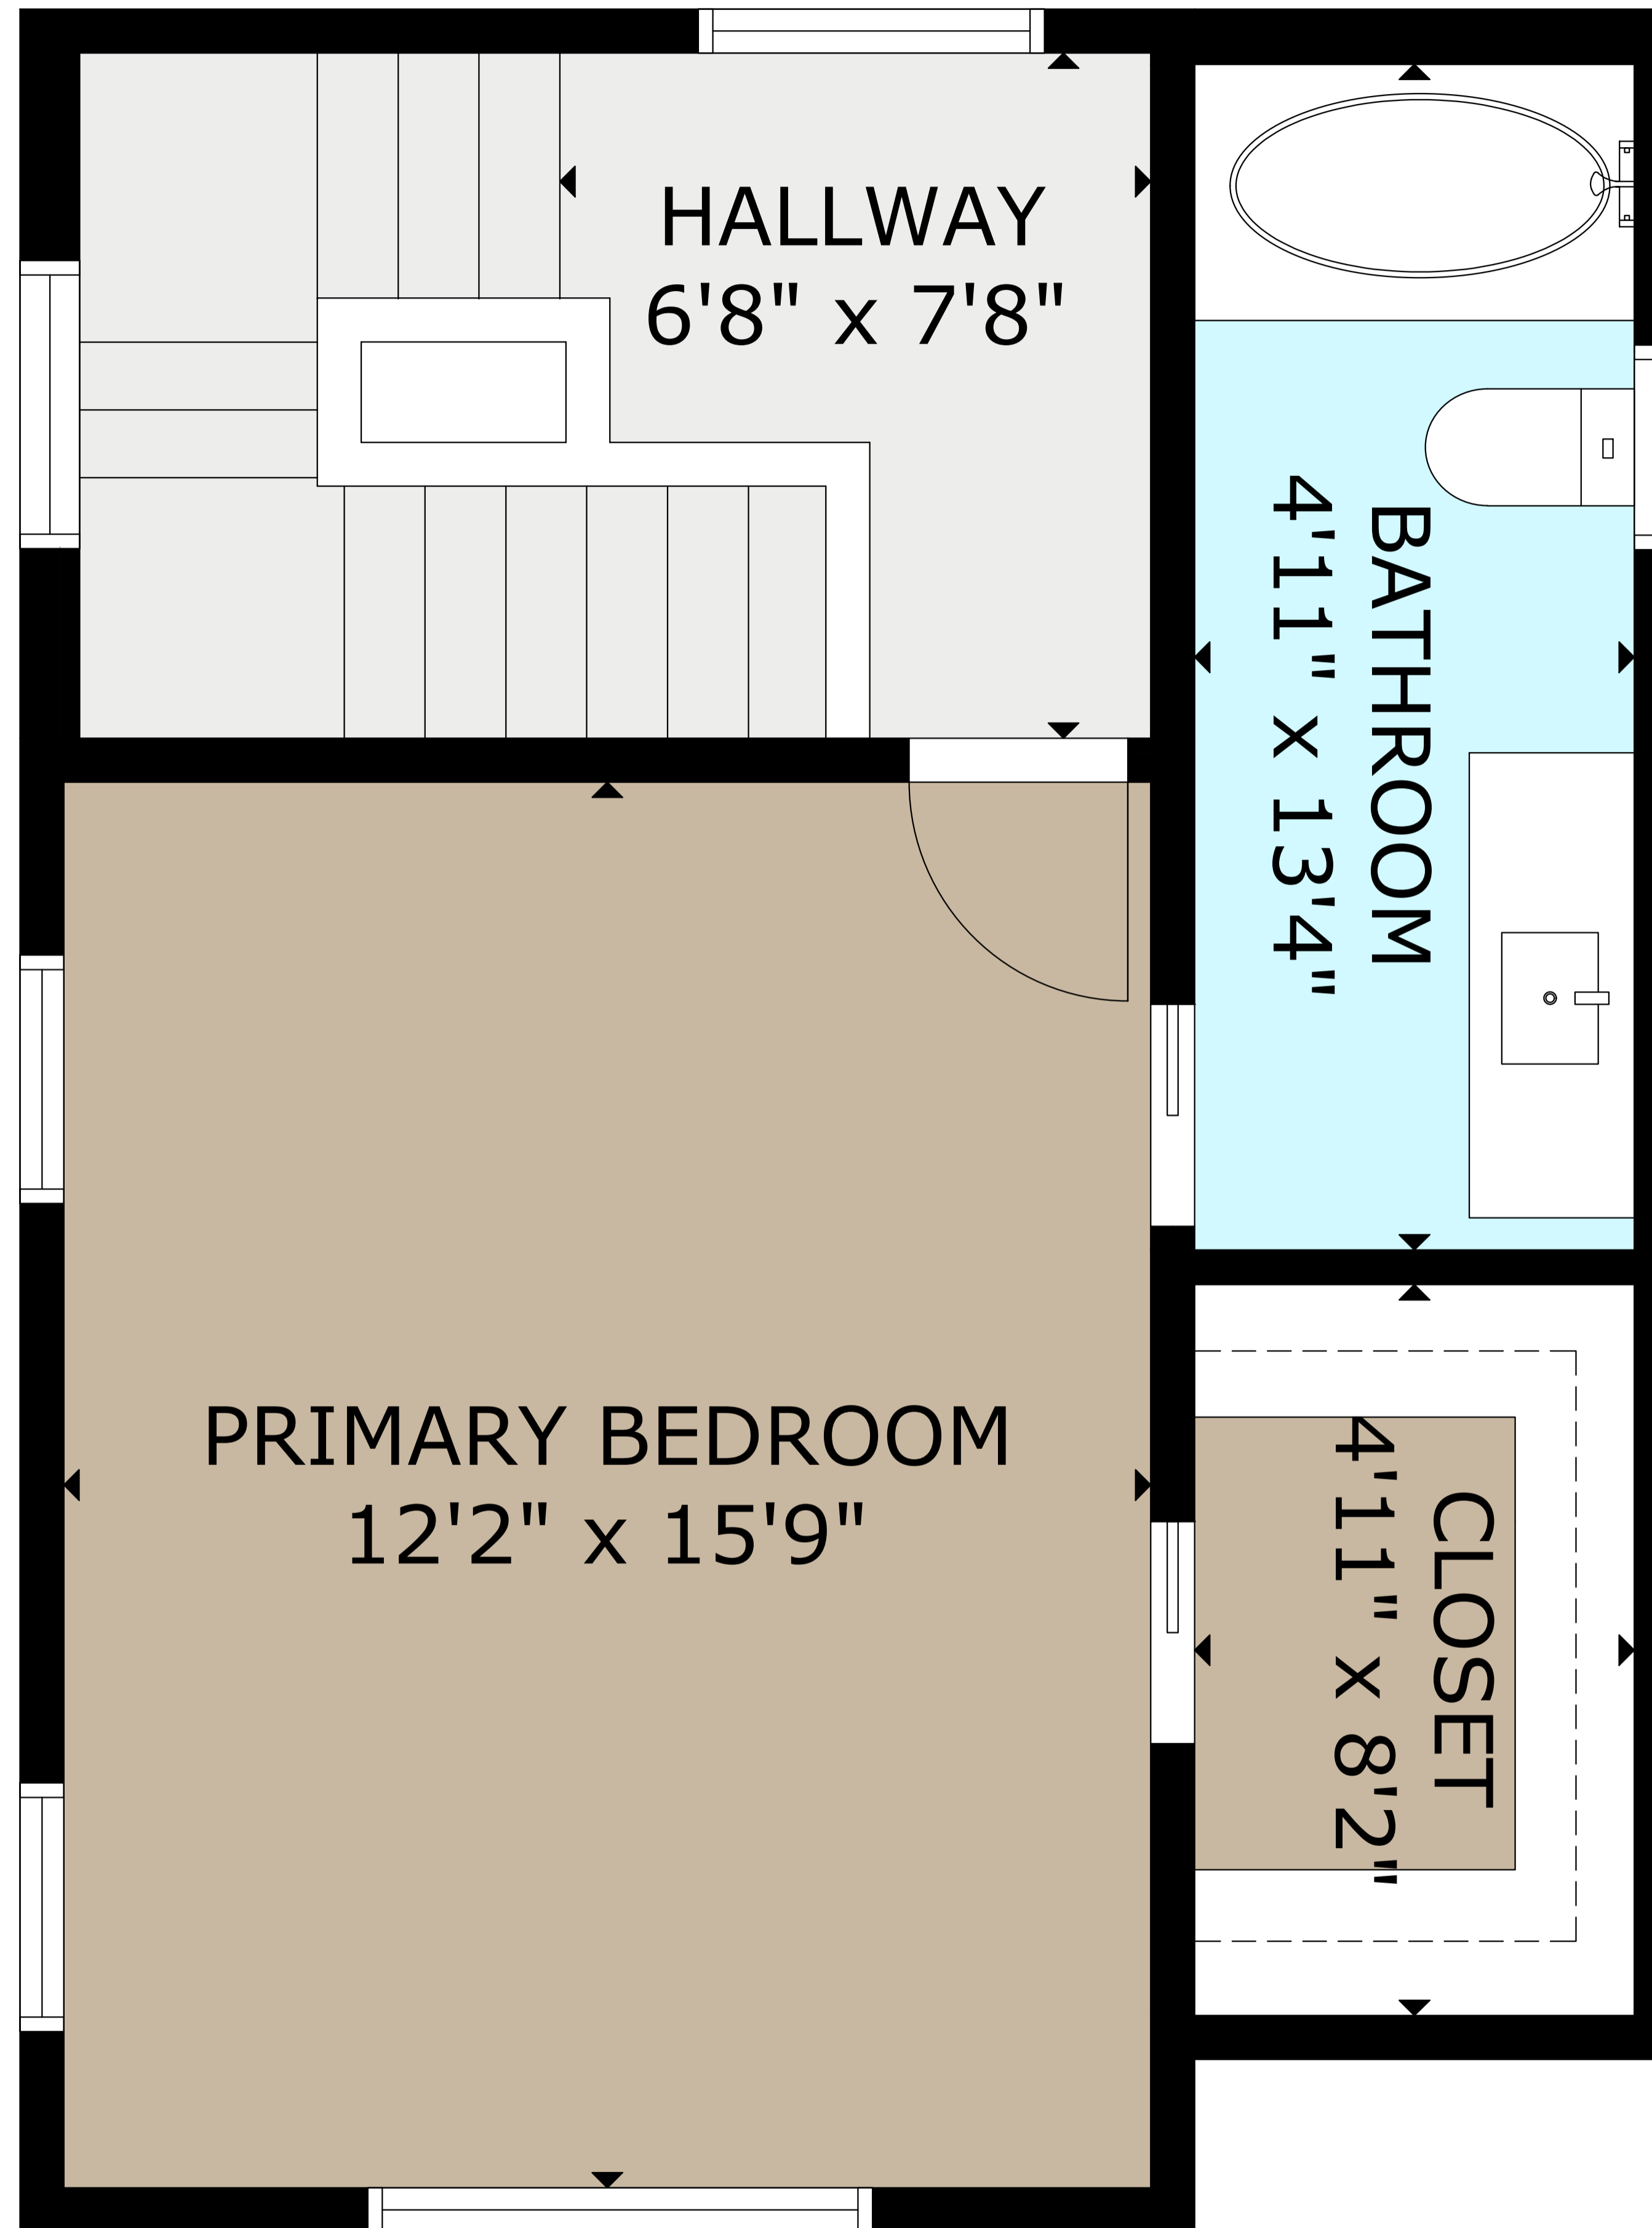 HALLWAY
6'8" x 7'8"
BATHROOM
4'11" x 13'4"
PRIMARY BEDROOM
12'2" x 15'9"
CLOSET
4'11" x 8'2"